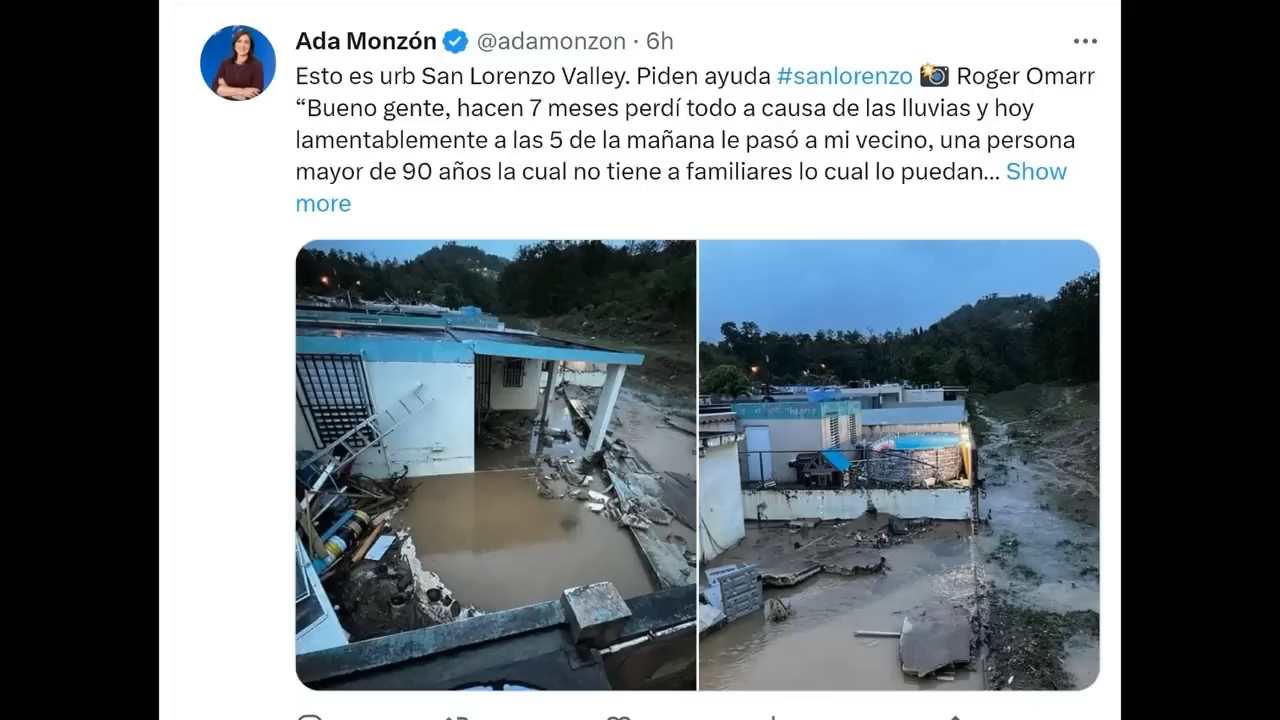 Ada Monzón @adamonzon · 6h
Esto es urb San Lorenzo Valley. Piden ayuda #sanlorenzo 📸 Roger Omarr
“Bueno gente, hacen 7 meses perdí todo a causa de las lluvias y hoy
lamentablemente a las 5 de la mañana le pasó a mi vecino, una persona
mayor de 90 años la cual no tiene a familiares lo cual lo puedan... Show
more